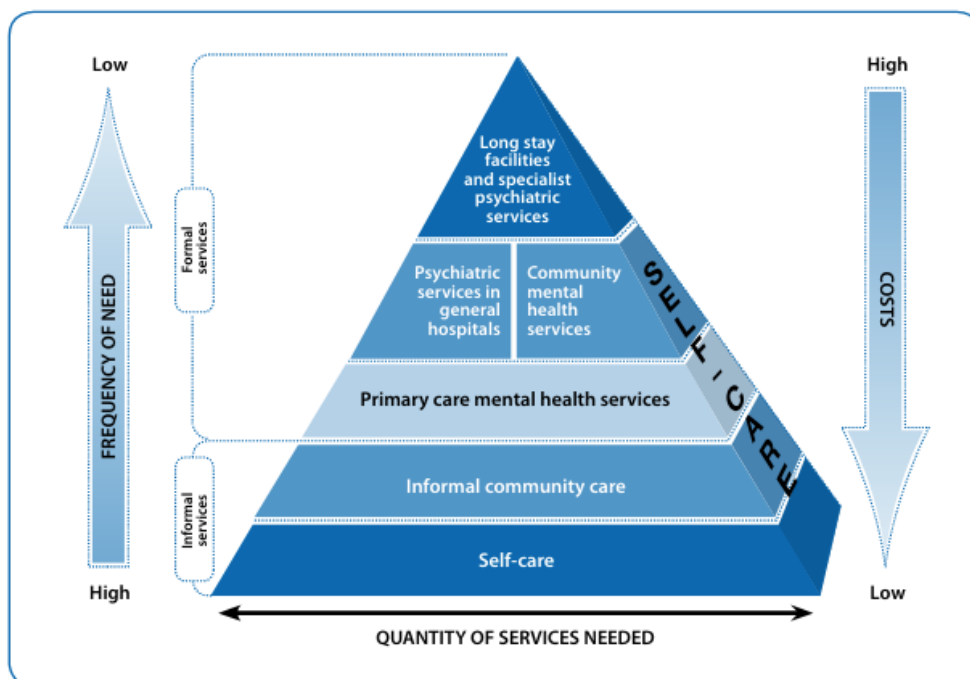 Low
High
Long stay
facilities
and specialist
psychiatric
services
Formal
services
FREQUENCY OF NEED
Psychiatric
services in
general
hospitals
Community
mental
health
services
SELF-CARE
COSTS
Primary care mental health services
Informal
services
Informal community care
Self-care
High
Low
QUANTITY OF SERVICES NEEDED